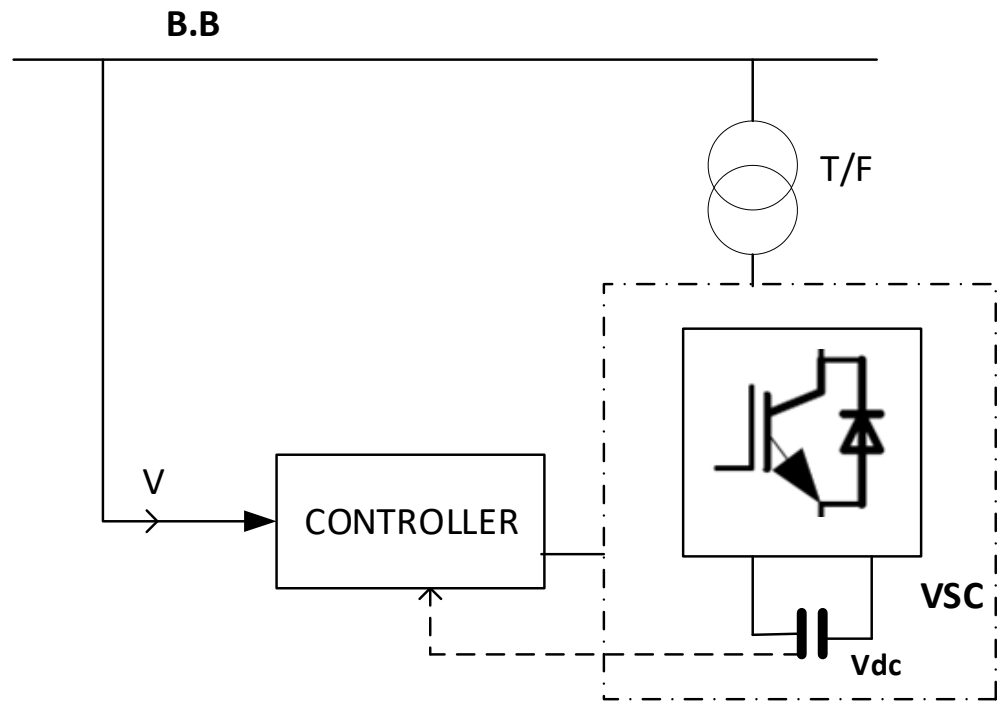 B.B
T/F
V
CONTROLLER
VSC
Vdc